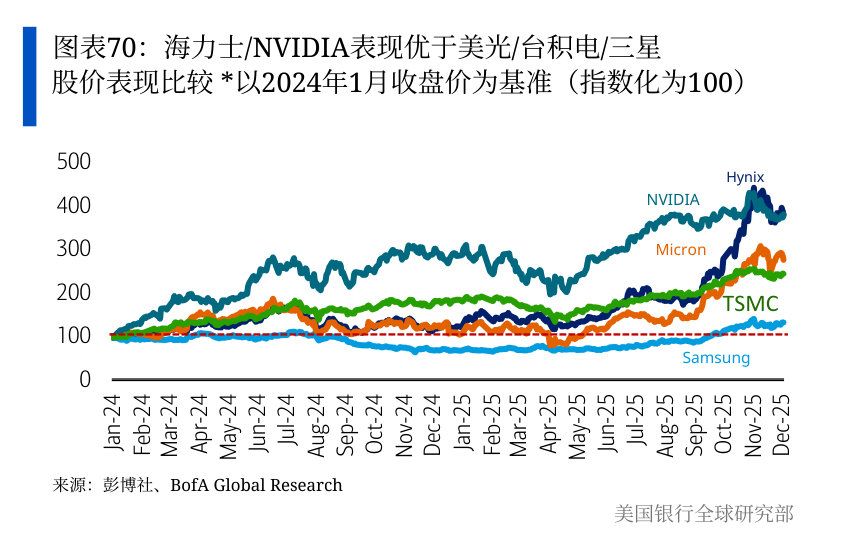 图表70：海力士/NVIDIA表现优于美光/台积电/三星
股价表现比较 *以2024年1月收盘价为基准（指数化为100）
500
400
300
200
100
0
Hynix
NVIDIA
Micron
TSMC
Samsung
Jan-24
Feb-24
Mar-24
Apr-24
May-24
Jun-24
Jul-24
Aug-24
Sep-24
Oct-24
Nov-24
Dec-24
Jan-25
Feb-25
Mar-25
Apr-25
May-25
Jun-25
Jul-25
Aug-25
Sep-25
Oct-25
Nov-25
Dec-25
来源：彭博社、BofA Global Research
美国银行全球研究部